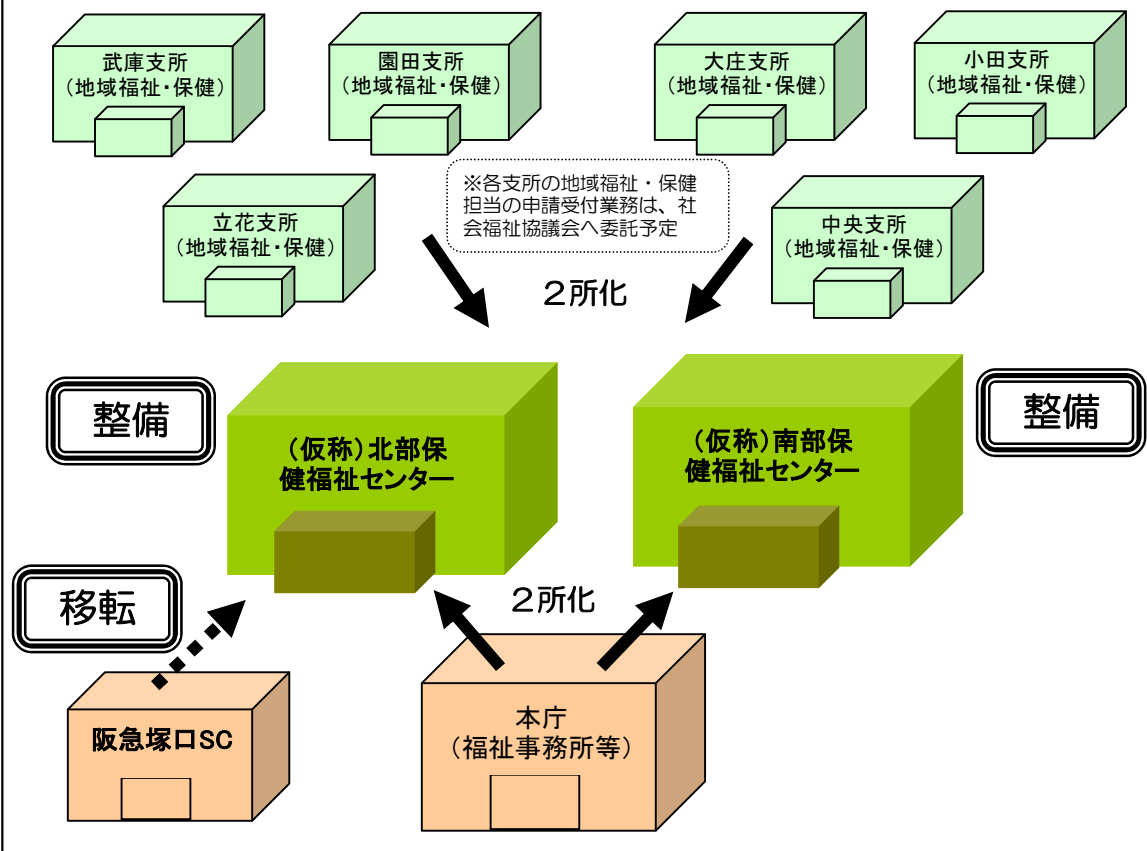 武庫支所
(地域福祉・保健)
園田支所
(地域福祉・保健)
大庄支所
(地域福祉・保健)
小田支所
(地域福祉・保健)
※各支所の地域福祉・保健
担当の申請受付業務は、社
会福祉協議会へ委託予定
立花支所
(地域福祉・保健)
中央支所
(地域福祉・保健)
２所化
整備
(仮称)北部保
健福祉センター
(仮称)南部保
健福祉センター
整備
移転
２所化
阪急塚口SC
本庁
(福祉事務所等)